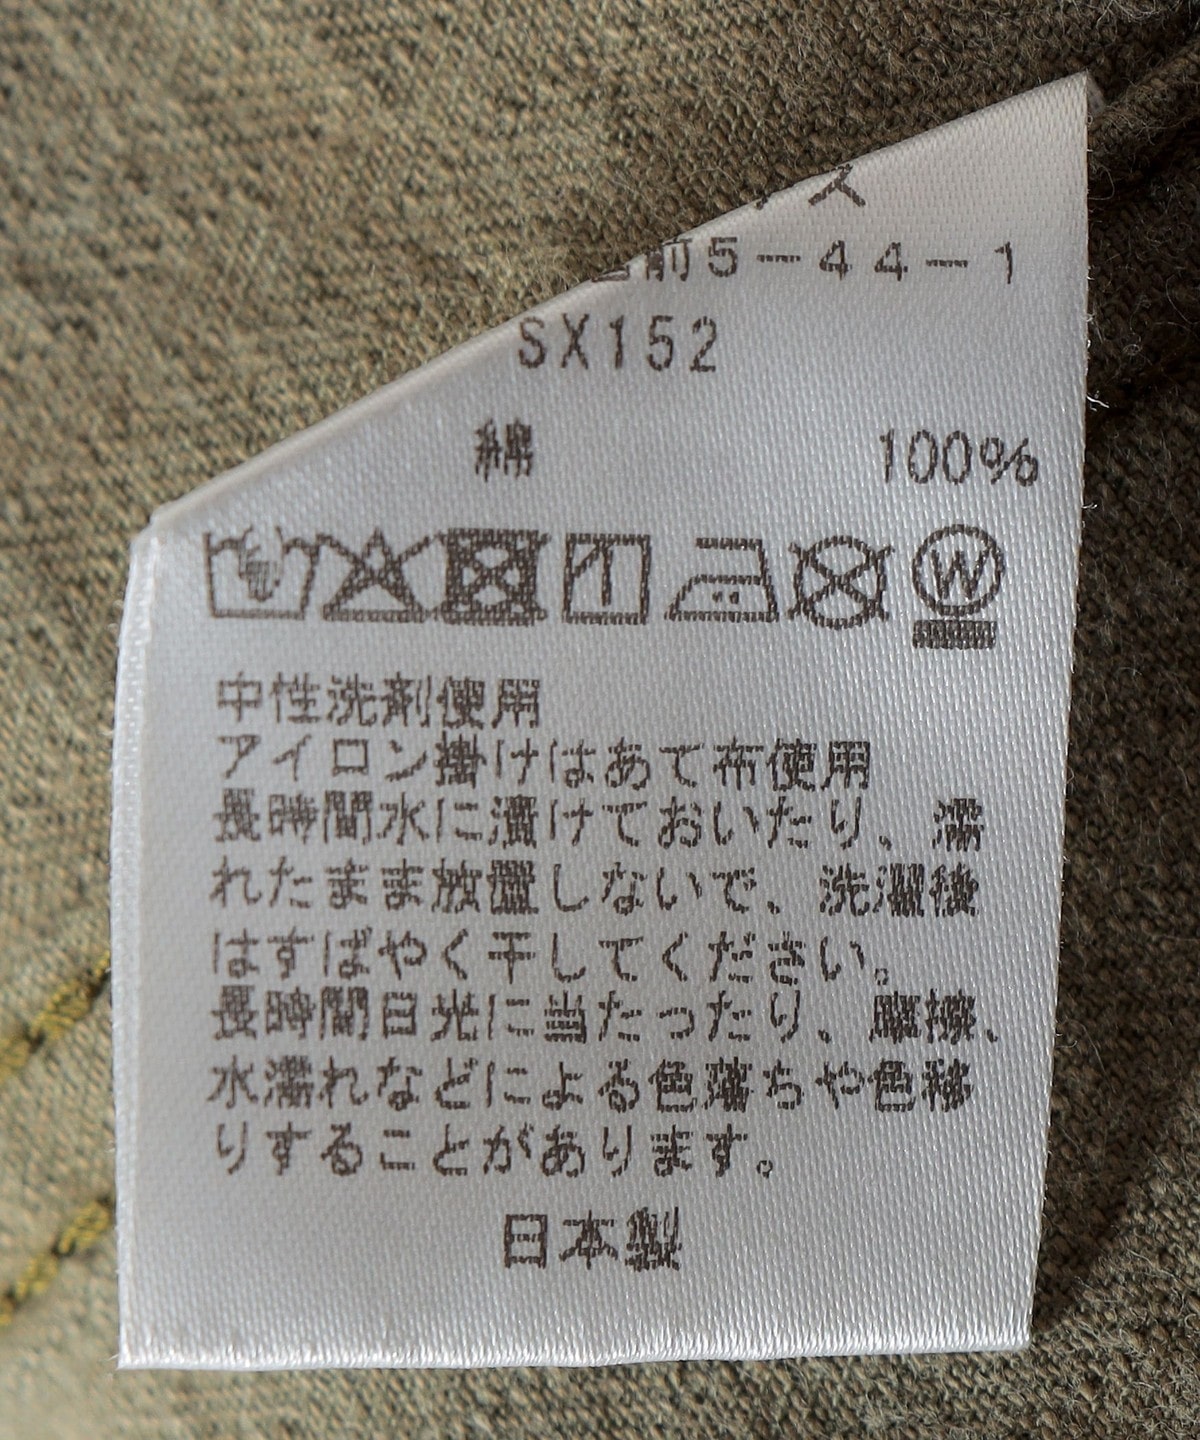 イス
宮前5-44-1
SX152
綿 100%
W
中性洗剤使用
アイロン掛けはあて布使用
長時間水に漬けておいたり、濡
れたまま放置しないで、洗濯後
はすばやく干してください。
長時間日光に当たったり、摩擦、
水濡れなどによる色落ちや色移
りすることがあります。
日本製